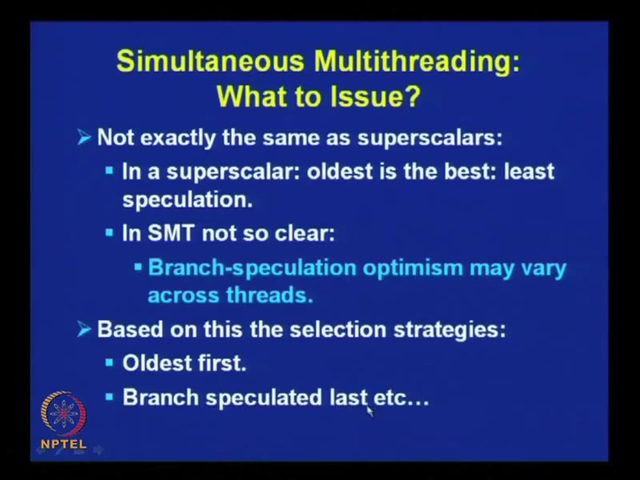 Simultaneous Multithreading:
What to Issue?
Not exactly the same as superscalars:
In a superscalar: oldest is the best: least
speculation.
In SMT not so clear:
Branch-speculation optimism may vary
across threads.
Based on this the selection strategies:
Oldest first.
Branch speculated last etc…
NPTEL